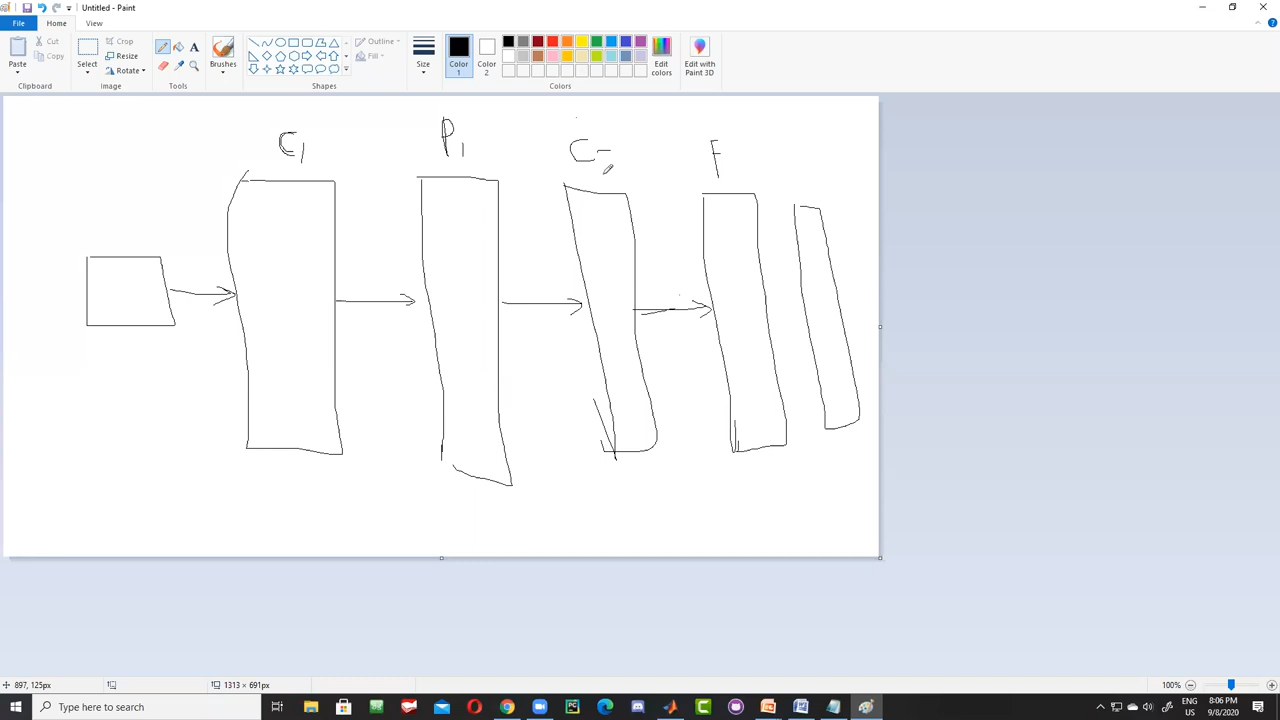 Untitled - Paint
File Home View
Cut
Copy
Paste
Crop
Resize
Rotate
Select
Brushes
Outline
Fill
Size
Color 1
Color 2
Edit colors
Edit with Paint 3D
Clipboard Image Tools Shapes Colors
C1 P1 C F
897, 125px 1313 × 691px 100%
Type here to search
ENG 8:06 PM
US 9/8/2020